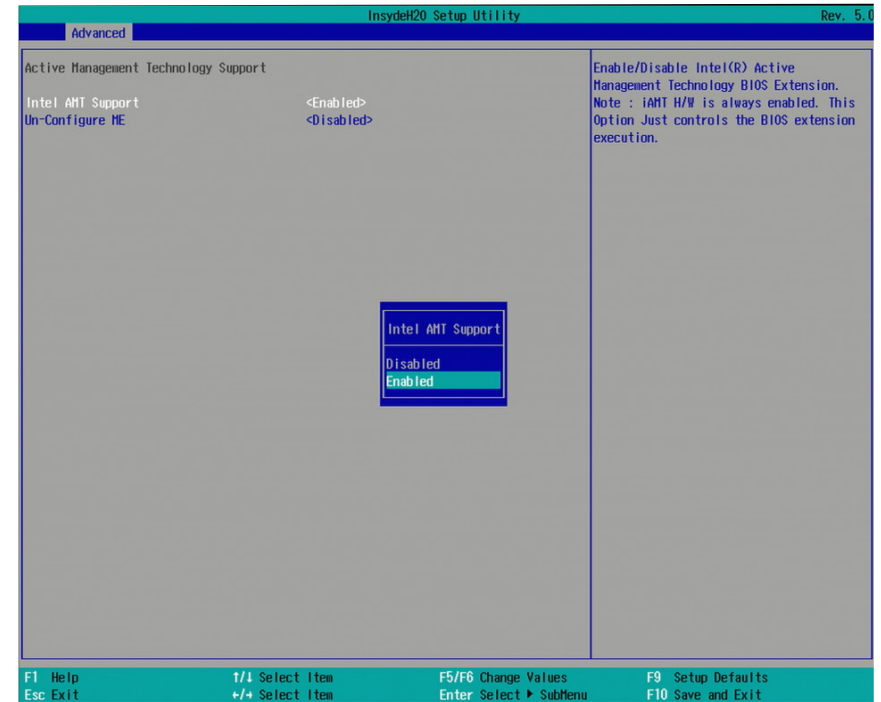 InsydeH20 Setup Utility Rev. 5.0
Advanced
Active Management Technology Support
Intel AMT Support <Enabled>
Un-Configure ME <Disabled>
Enable/Disable Intel(R) Active
Management Technology BIOS Extension.
Note : iAMT H/W is always enabled. This
Option Just controls the BIOS extension
execution.
Intel AMT Support
Disabled
Enabled
F1 Help ↑/↓ Select Item F5/F6 Change Values F9 Setup Defaults
Esc Exit ←/→ Select Item Enter Select ▶ SubMenu F10 Save and Exit